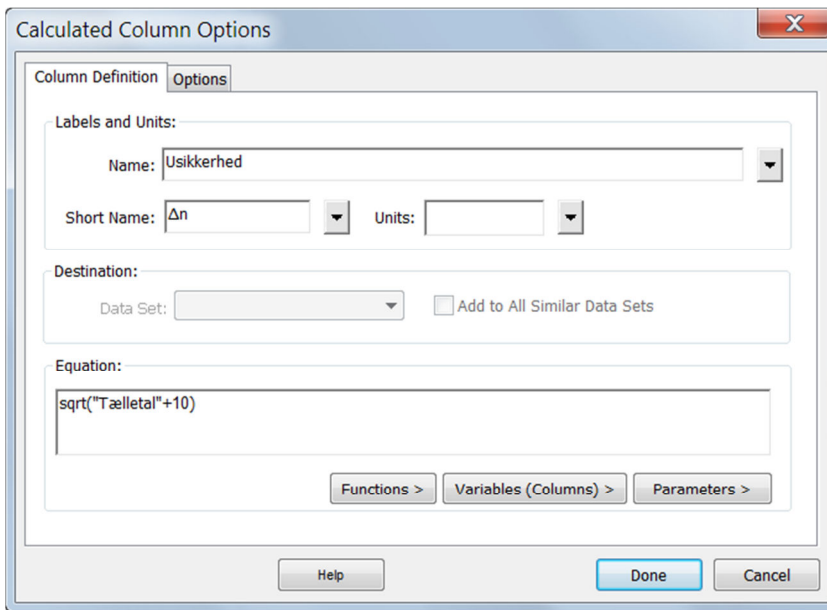 Calculated Column Options
Column Definition Options
Labels and Units:
Name: Usikkerhed
Short Name: Δn Units:
Destination:
Data Set: Add to All Similar Data Sets
Equation:
sqrt("Tælletal"+10)
Functions > Variables (Columns) > Parameters >
Help Done Cancel